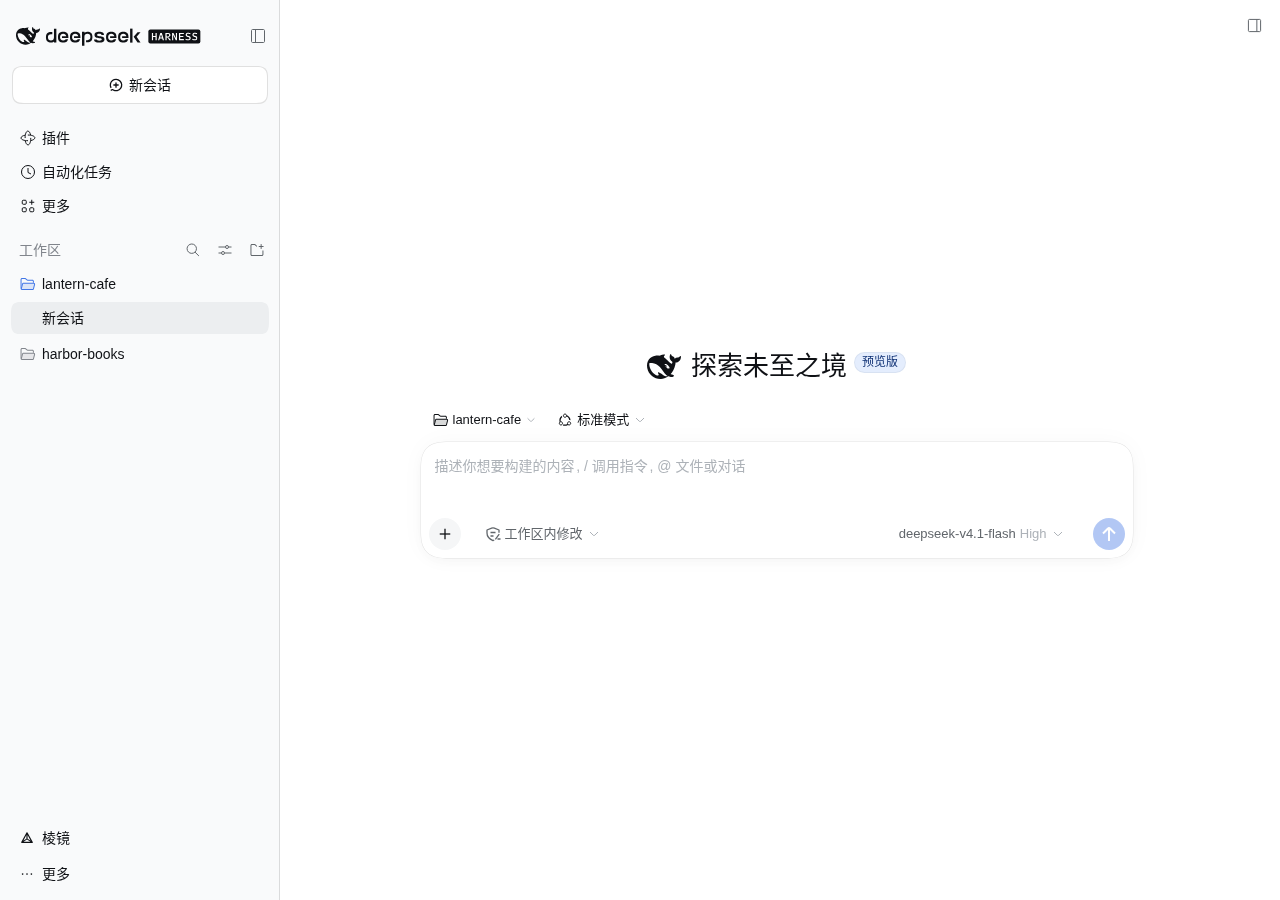 deepseek HARNESS
新会话
插件
自动化任务
更多
工作区
lantern-cafe
新会话
harbor-books
棱镜
更多
探索未至之境 预览版
lantern-cafe 标准模式
描述你想要构建的内容, / 调用指令, @ 文件或对话
工作区内修改 deepseek-v4.1-flash High